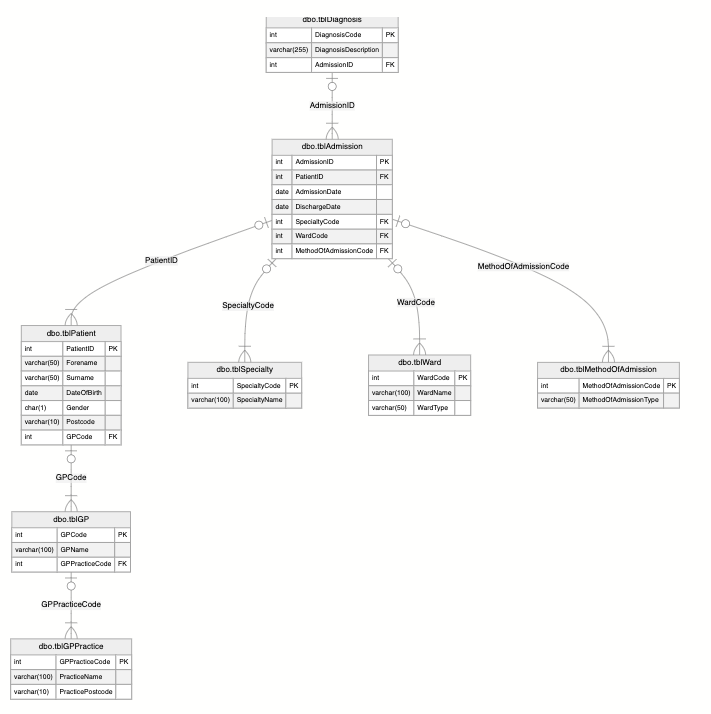 dbo.tblDiagnosis
int DiagnosisCode PK
varchar(255) DiagnosisDescription
int AdmissionID FK
AdmissionID
dbo.tblAdmission
int AdmissionID PK
int PatientID FK
date AdmissionDate
date DischargeDate
int SpecialtyCode FK
int WardCode FK
int MethodOfAdmissionCode FK
PatientID
SpecialtyCode
WardCode
MethodOfAdmissionCode
dbo.tblPatient
int PatientID PK
varchar(50) Forename
varchar(50) Surname
date DateOfBirth
char(1) Gender
varchar(10) Postcode
int GPCode FK
dbo.tblSpecialty
int SpecialtyCode PK
varchar(100) SpecialtyName
dbo.tblWard
int WardCode PK
varchar(100) WardName
varchar(50) WardType
dbo.tblMethodOfAdmission
int MethodOfAdmissionCode PK
varchar(50) MethodOfAdmissionType
GPCode
dbo.tblGP
int GPCode PK
varchar(100) GPName
int GPPracticeCode FK
GPPracticeCode
dbo.tblGPPractice
int GPPracticeCode PK
varchar(100) PracticeName
varchar(10) PracticePostcode